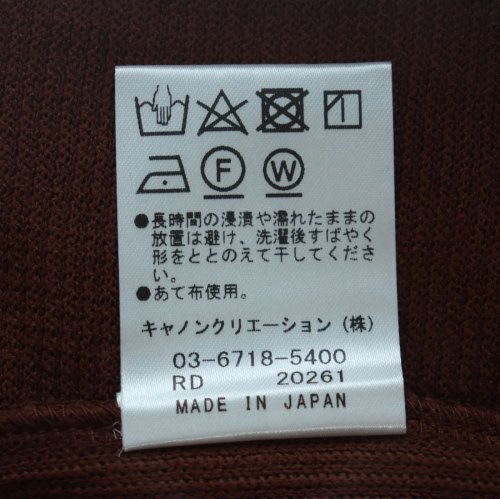 F W
●長時間の浸漬や濡れたままの
放置は避け、洗濯後すばやく
形をととのえて干してくださ
い。
●あて布使用。
キャノンクリエーション(株)
03-6718-5400
RD 20261
MADE IN JAPAN